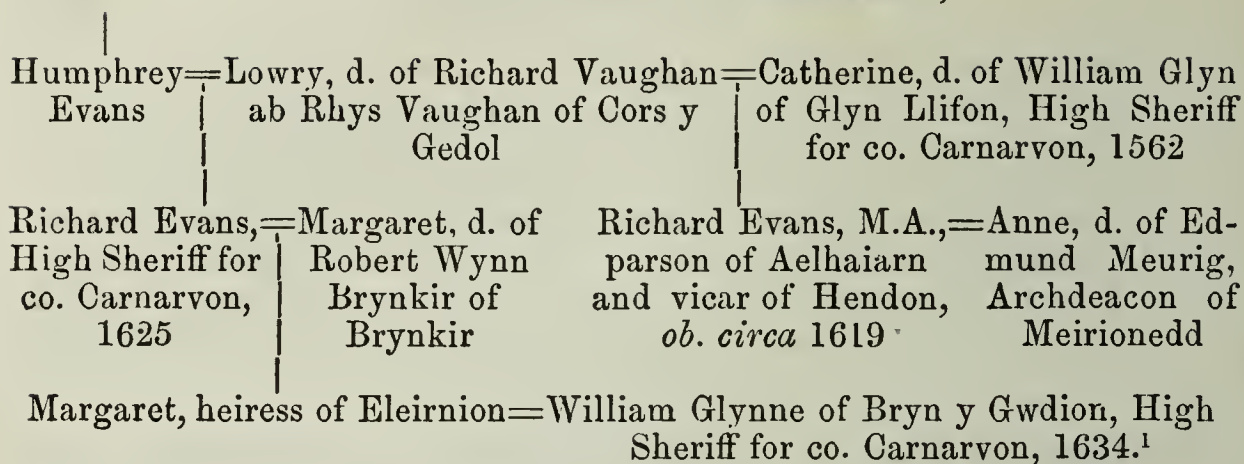 Humphrey=Lowry, d. of Richard Vaughan=Catherine, d. of William Glyn
Evans ab Rhys Vaughan of Cors y of Glyn Llifon, High Sheriff
Gedol for co. Carnarvon, 1562
Richard Evans,=Margaret, d. of Richard Evans, M.A.,=Anne, d. of Ed-
High Sheriff for Robert Wynn parson of Aelhaiarn mund Meurig,
co. Carnarvon, Brynkir of and vicar of Hendon, Archdeacon of
1625 Brynkir ob. circa 1619 Meirionedd
Margaret, heiress of Eleirnion=William Glynne of Bryn y Gwdion, High
Sheriff for co. Carnarvon, 1634.¹